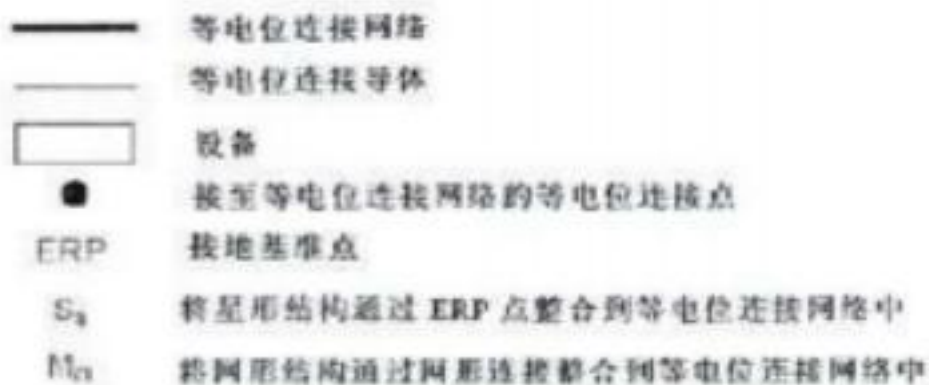 等电位连接网络
等电位连接导体
设备
接至等电位连接网络的等电位连接点
ERP 接地基准点
Ss 将星形结构通过 ERP 点整合到等电位连接网络中
Mm 将网形结构通过网形连接整合到等电位连接网络中